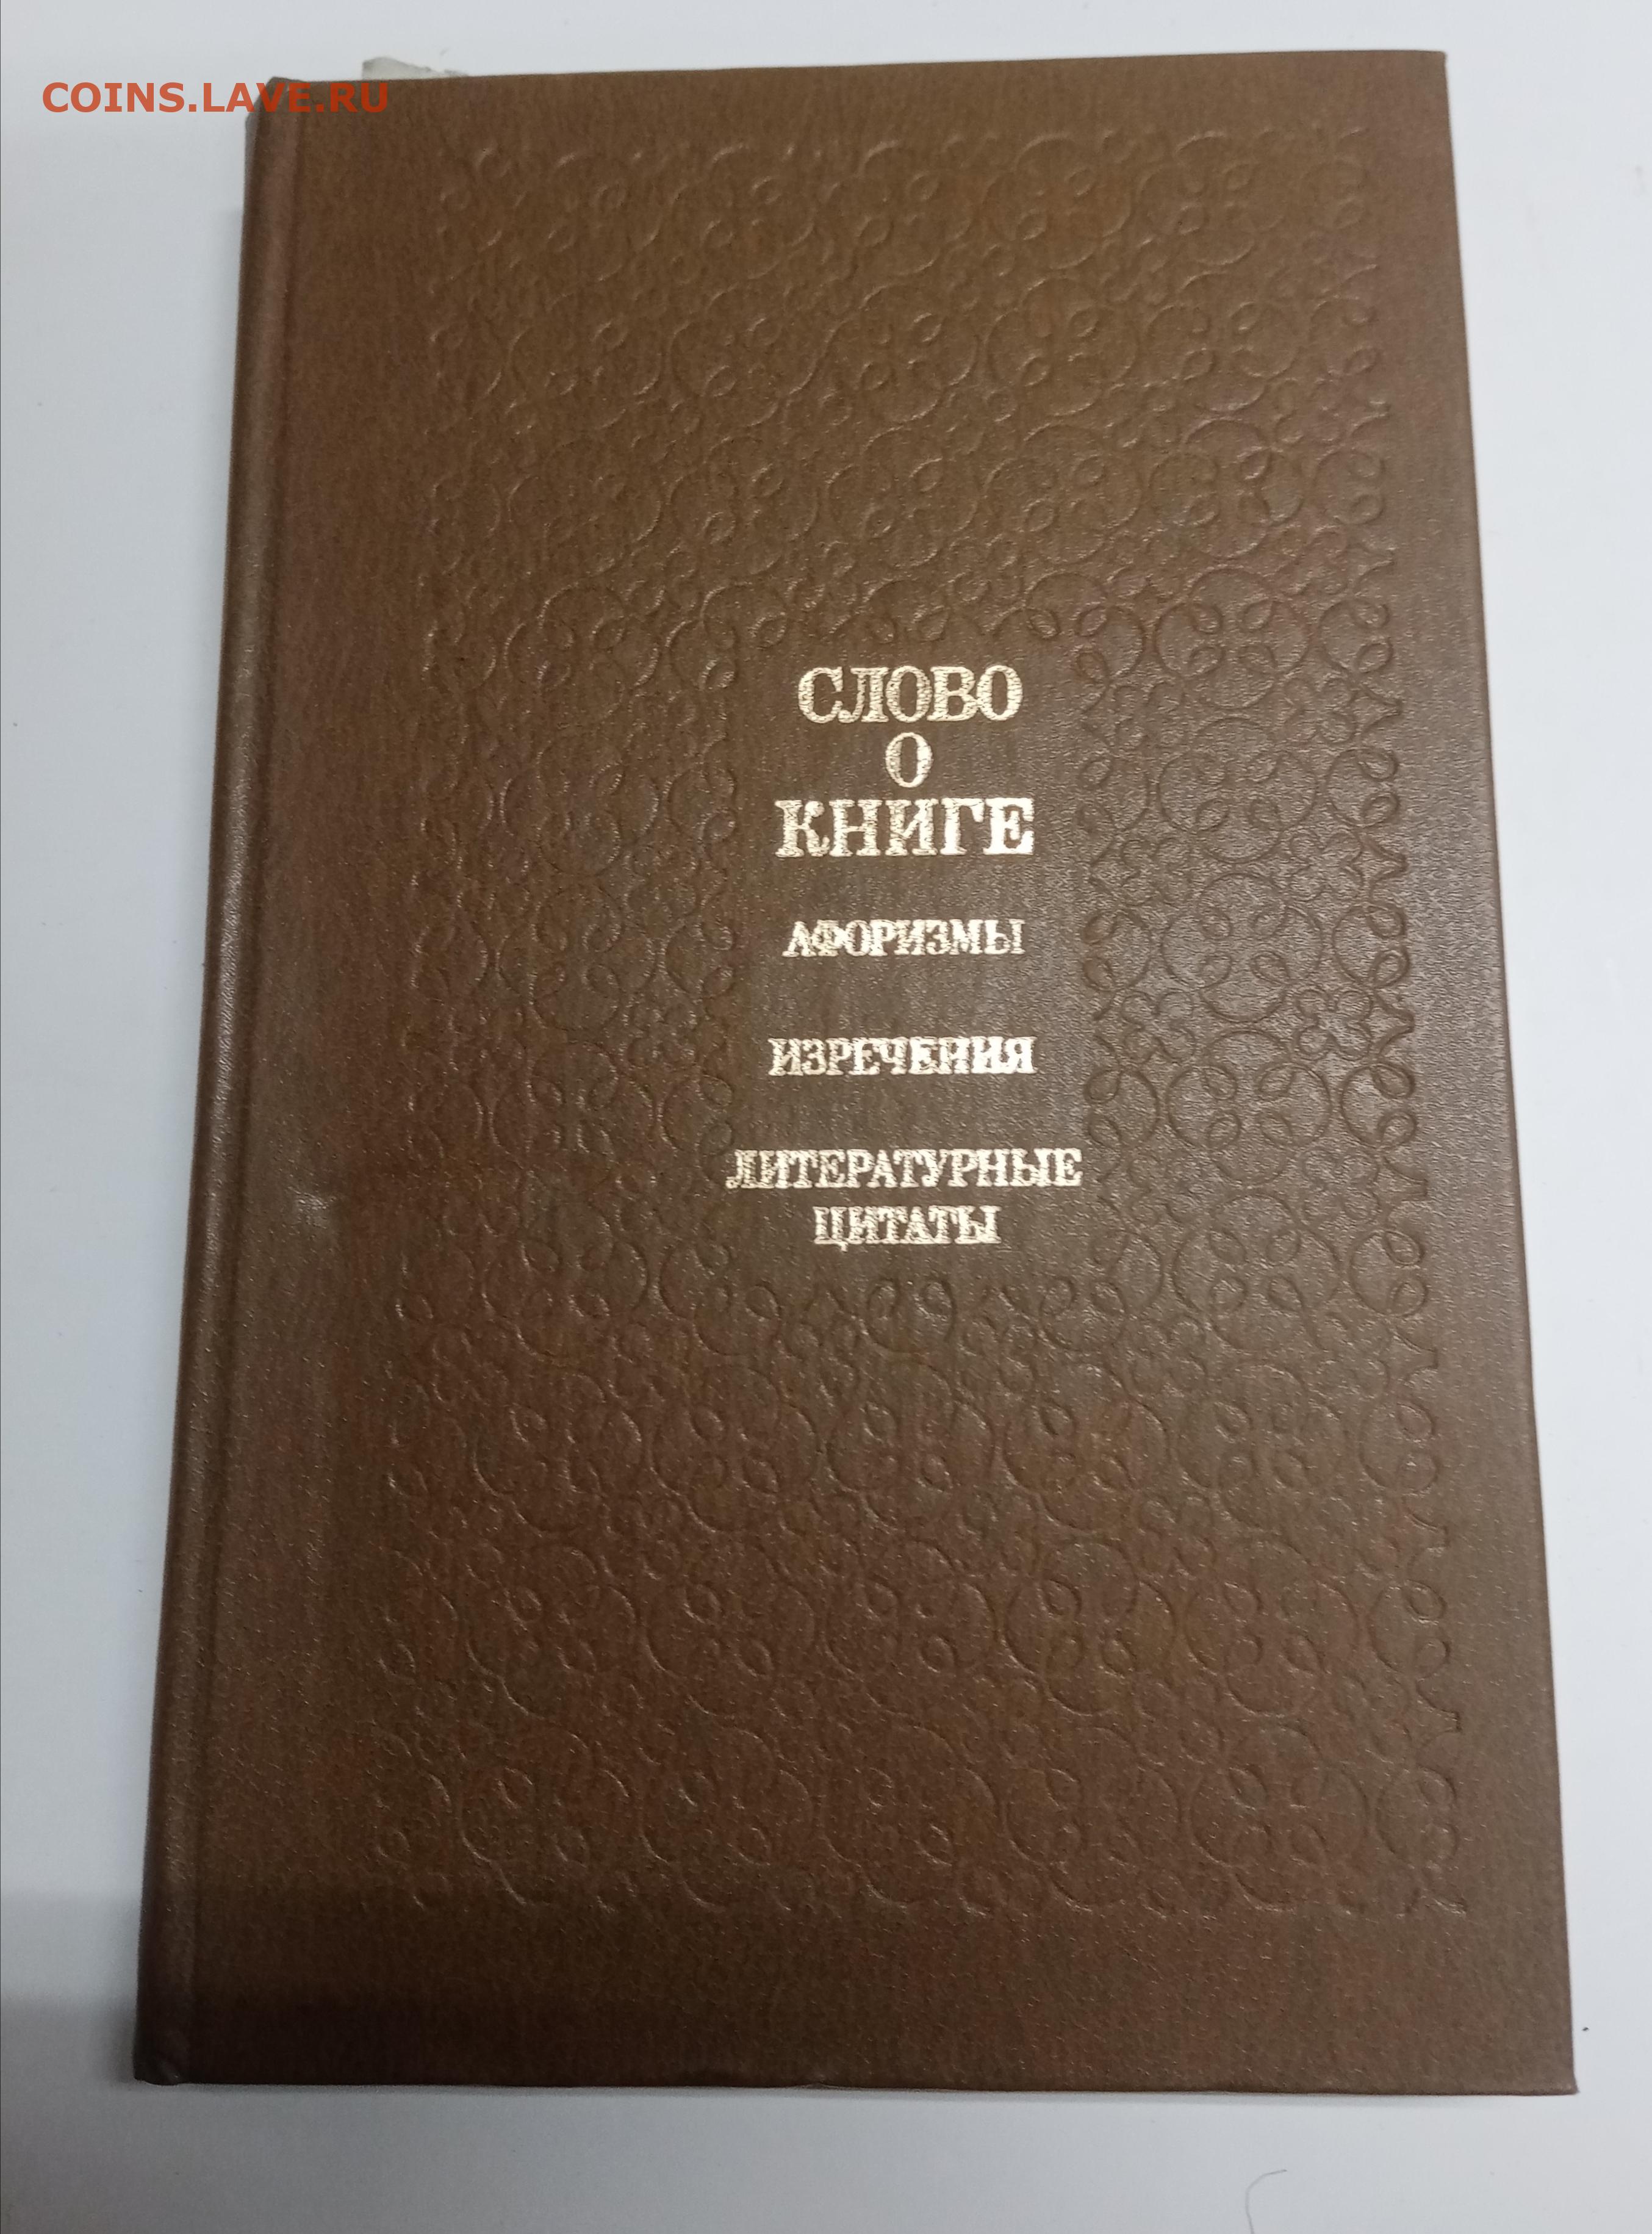 COINS.LAVE.RU
СЛОВО
О
КНИГЕ
АФОРИЗМЫ
ИЗРЕЧЕНИЯ
ЛИТЕРАТУРНЫЕ
ЦИТАТЫ